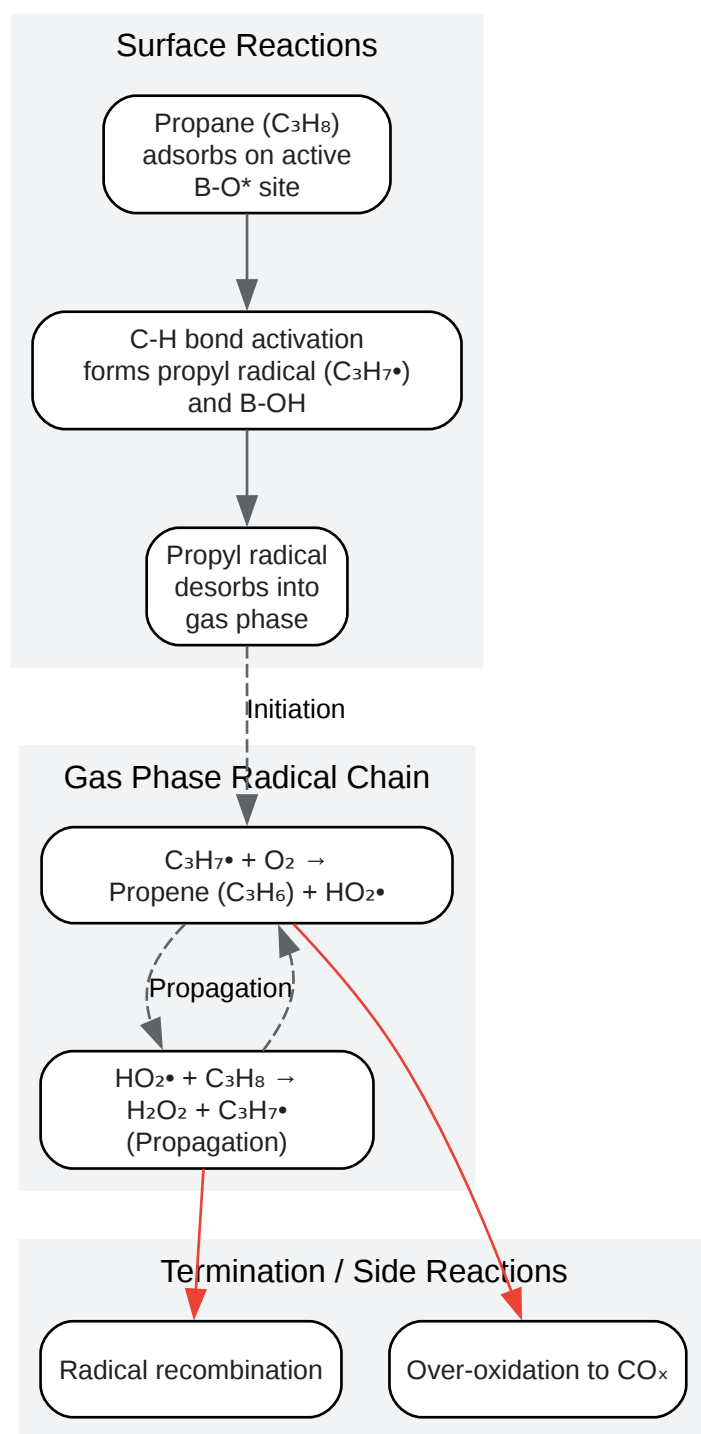 Surface Reactions
Propane (C₃H₈)
adsorbs on active
B-O* site
C-H bond activation
forms propyl radical (C₃H₇•)
and B-OH
Propyl radical
desorbs into
gas phase
Initiation
Gas Phase Radical Chain
C₃H₇• + O₂ →
Propene (C₃H₆) + HO₂•
Propagation
HO₂• + C₃H₈ →
H₂O₂ + C₃H₇•
(Propagation)
Termination / Side Reactions
Radical recombination
Over-oxidation to COₓ